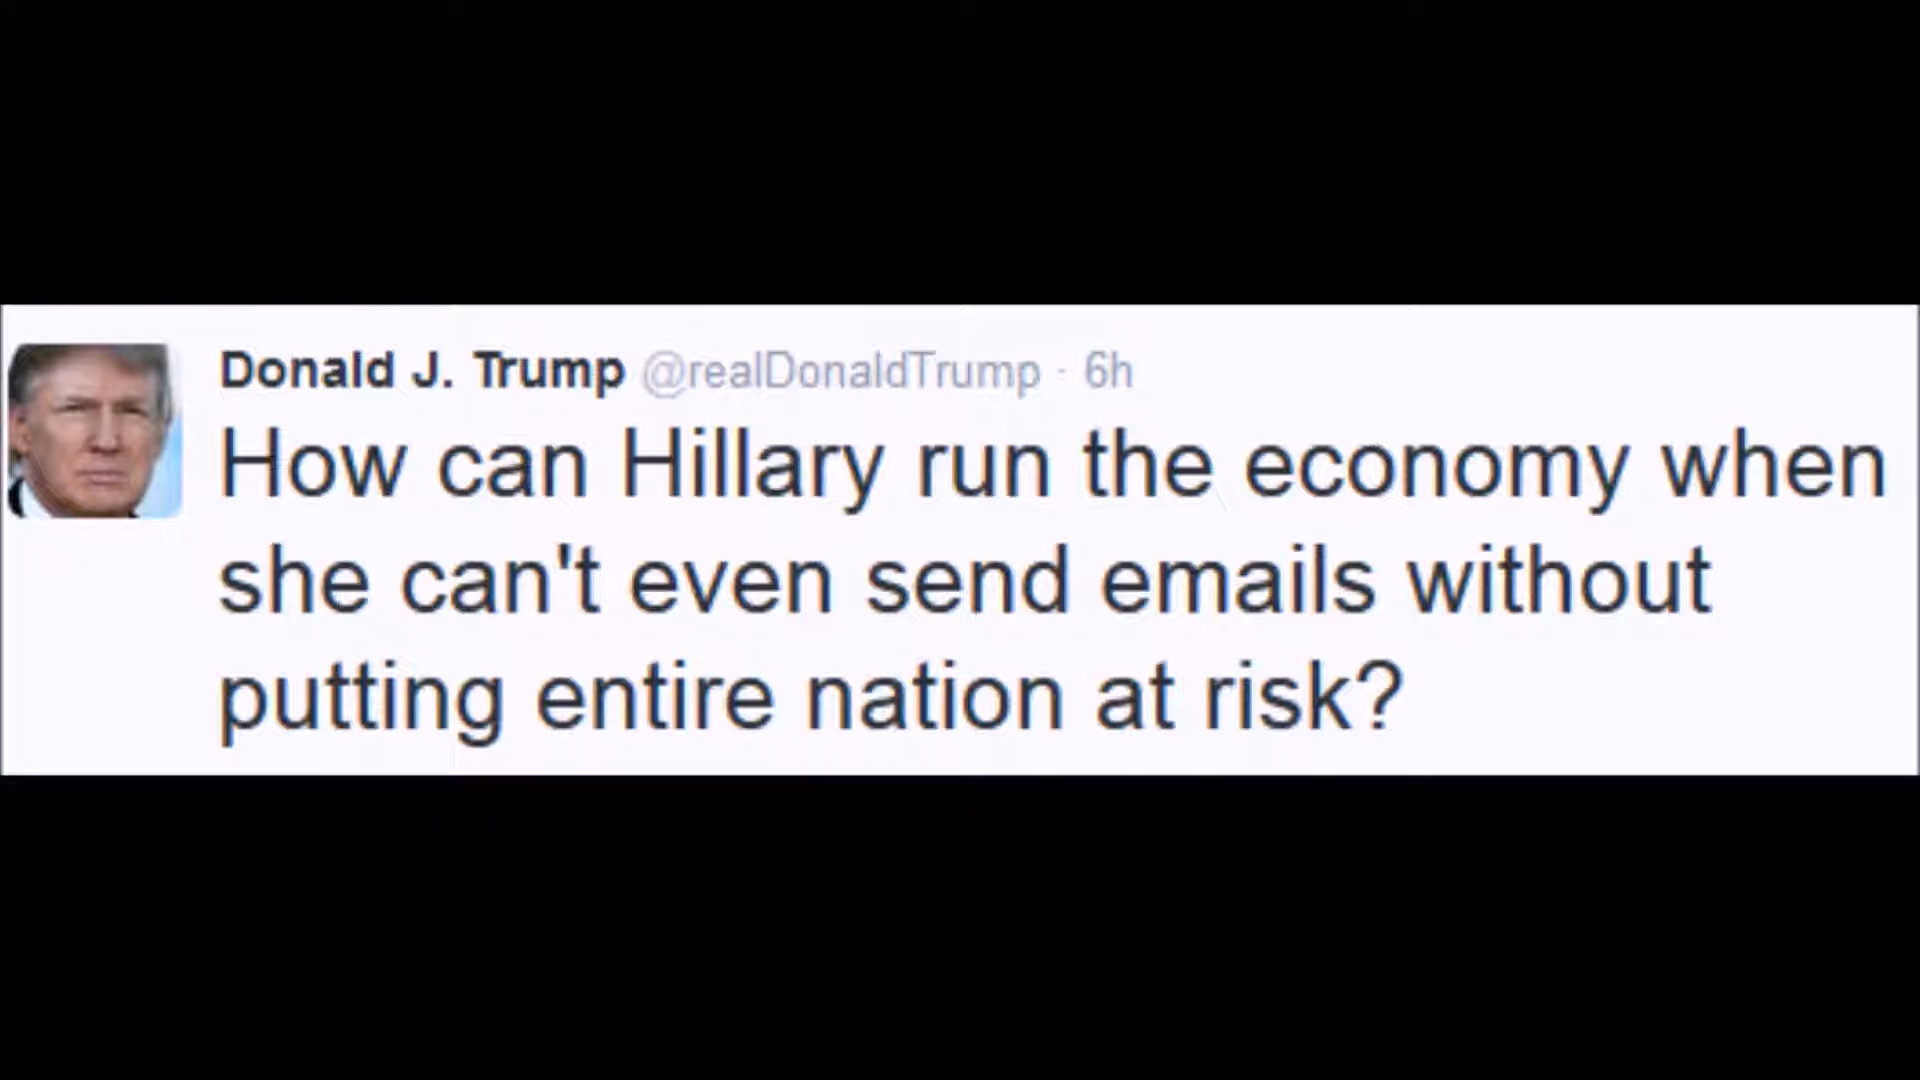 Donald J. Trump @realDonaldTrump · 6h
How can Hillary run the economy when
she can't even send emails without
putting entire nation at risk?